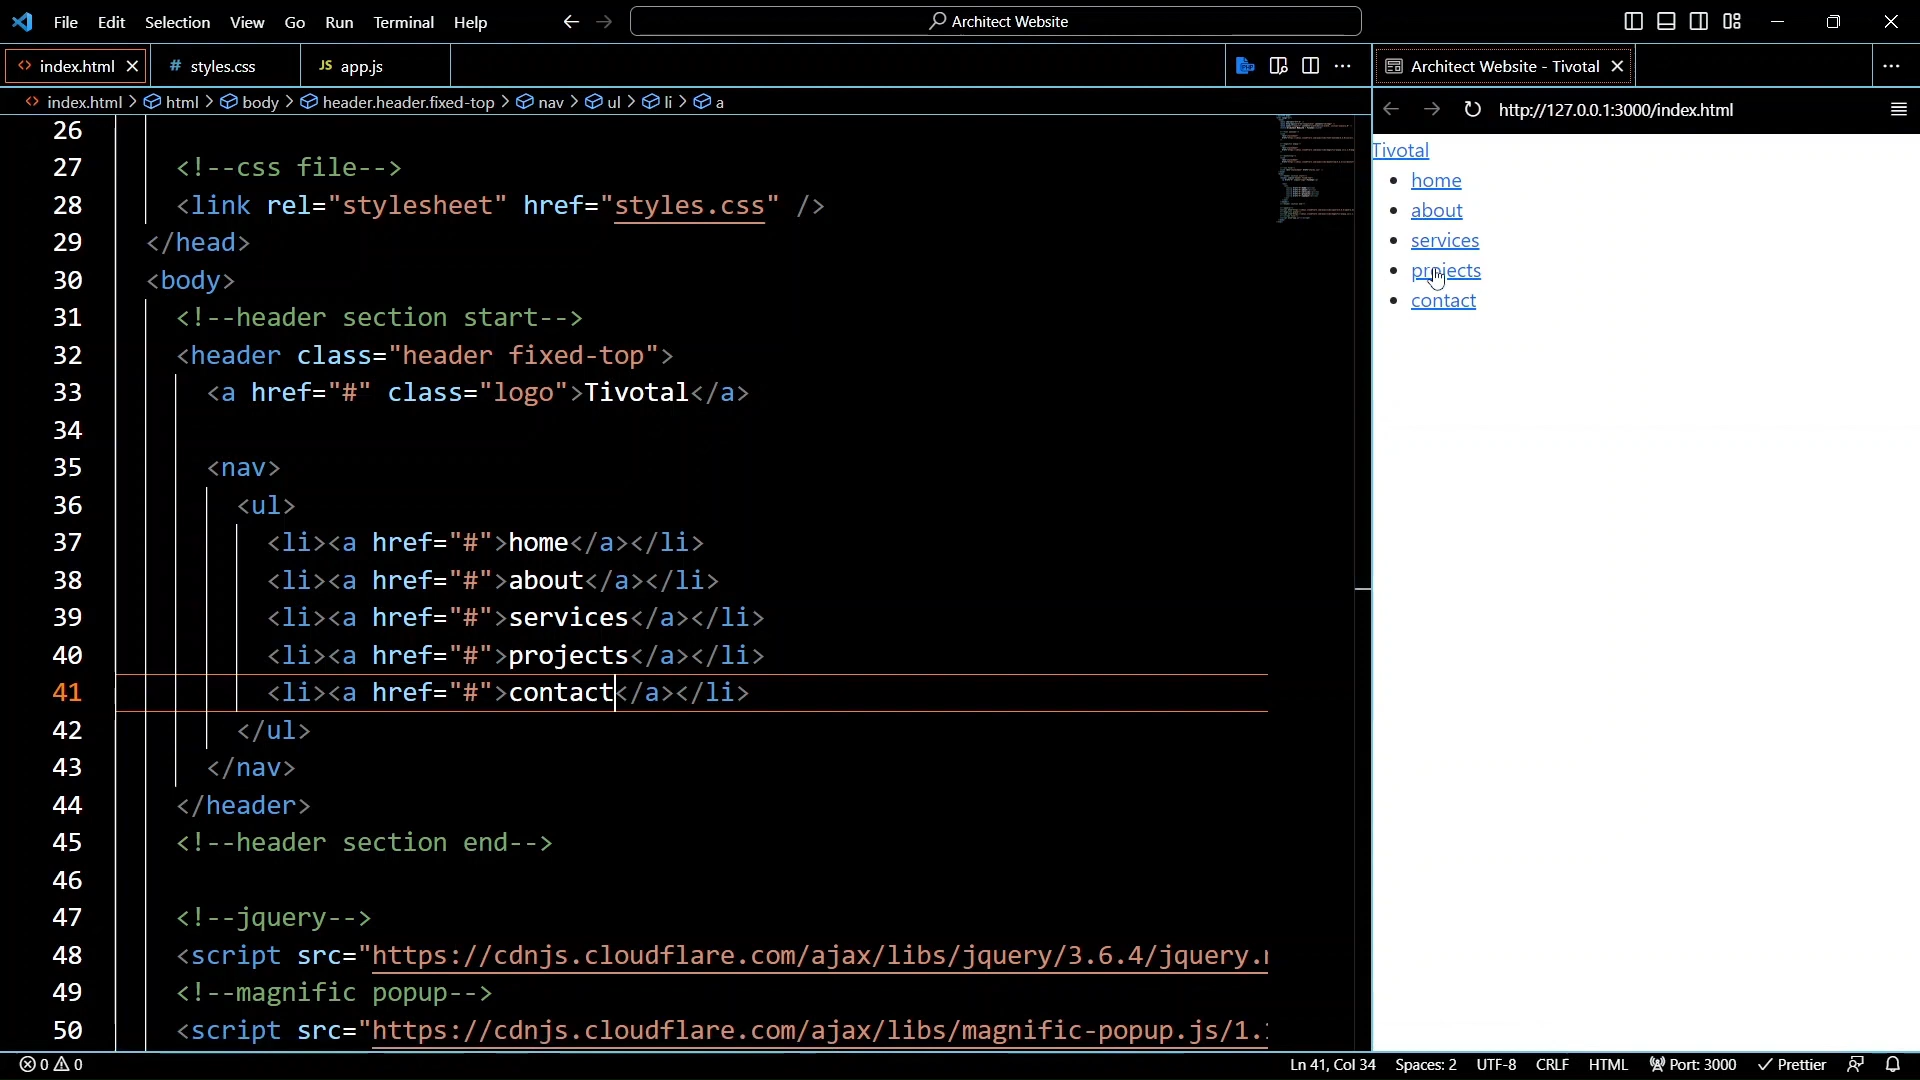 File Edit Selection View Go Run Terminal Help Architect Website
index.html styles.css JS app.js Architect Website - Tivotal
index.html > html > body > header.header.fixed-top > nav > ul > li > a
http://127.0.0.1:3000/index.html
26
27 <!--css file-->
28 <link rel="stylesheet" href="styles.css" />
29 </head>
30 <body>
31 <!--header section start-->
32 <header class="header fixed-top">
33 <a href="#" class="logo">Tivotal</a>
34
35 <nav>
36 <ul>
37 <li><a href="#">home</a></li>
38 <li><a href="#">about</a></li>
39 <li><a href="#">services</a></li>
40 <li><a href="#">projects</a></li>
41 <li><a href="#">contact</a></li>
42 </ul>
43 </nav>
44 </header>
45 <!--header section end-->
46
47 <!--jquery-->
48 <script src="https://cdnjs.cloudflare.com/ajax/libs/jquery/3.6.4/jquery.
49 <!--magnific popup-->
50 <script src="https://cdnjs.cloudflare.com/ajax/libs/magnific-popup.js/1.
Tivotal
home
about
services
projects
contact
0 0 Ln 41, Col 34 Spaces: 2 UTF-8 CRLF HTML Port: 3000 Prettier